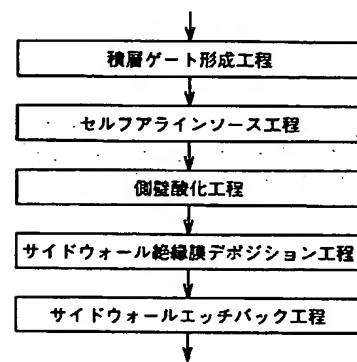 積層ゲート形成工程
セルフアラインソース工程
側壁酸化工程
サイドウォール絶縁膜デポジション工程
サイドウォールエッチバック工程